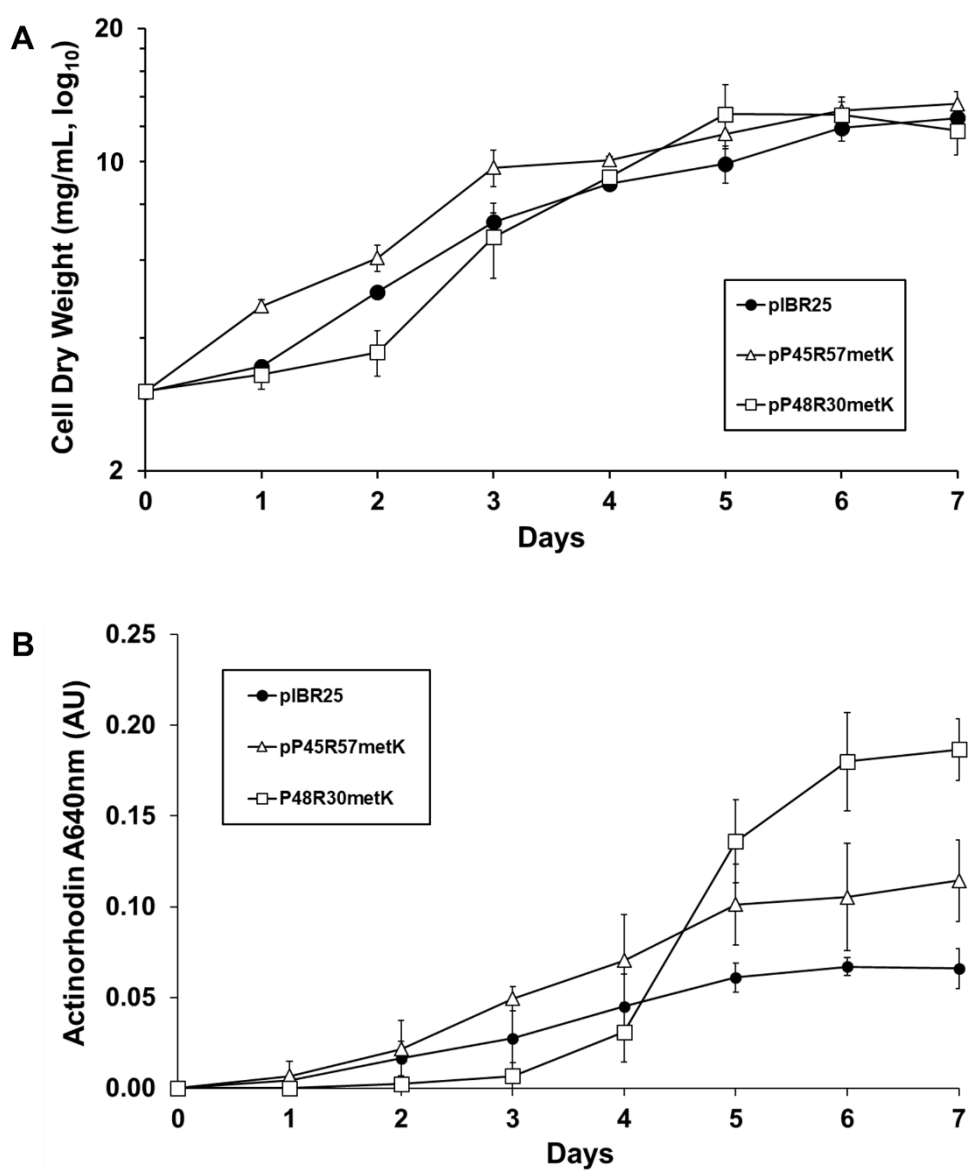 A
Cell Dry Weight (mg/mL, log₁₀)
20
10
2
pIBR25
pP45R57metK
pP48R30metK
0 1 2 3 4 5 6 7
Days
B
Actinorhodin A640nm (AU)
0.25
0.20
0.15
0.10
0.05
0.00
pIBR25
pP45R57metK
P48R30metK
0 1 2 3 4 5 6 7
Days